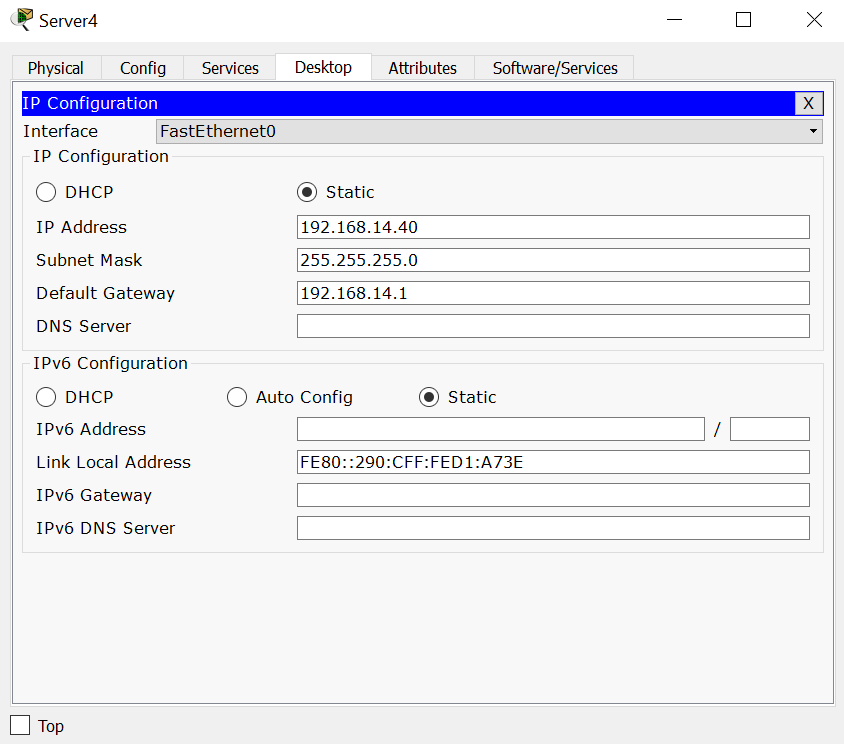 Server4
Physical Config Services Desktop Attributes Software/Services
IP Configuration X
Interface FastEthernet0
IP Configuration
DHCP Static
IP Address 192.168.14.40
Subnet Mask 255.255.255.0
Default Gateway 192.168.14.1
DNS Server
IPv6 Configuration
DHCP Auto Config Static
IPv6 Address /
Link Local Address FE80::290:CFF:FED1:A73E
IPv6 Gateway
IPv6 DNS Server
Top